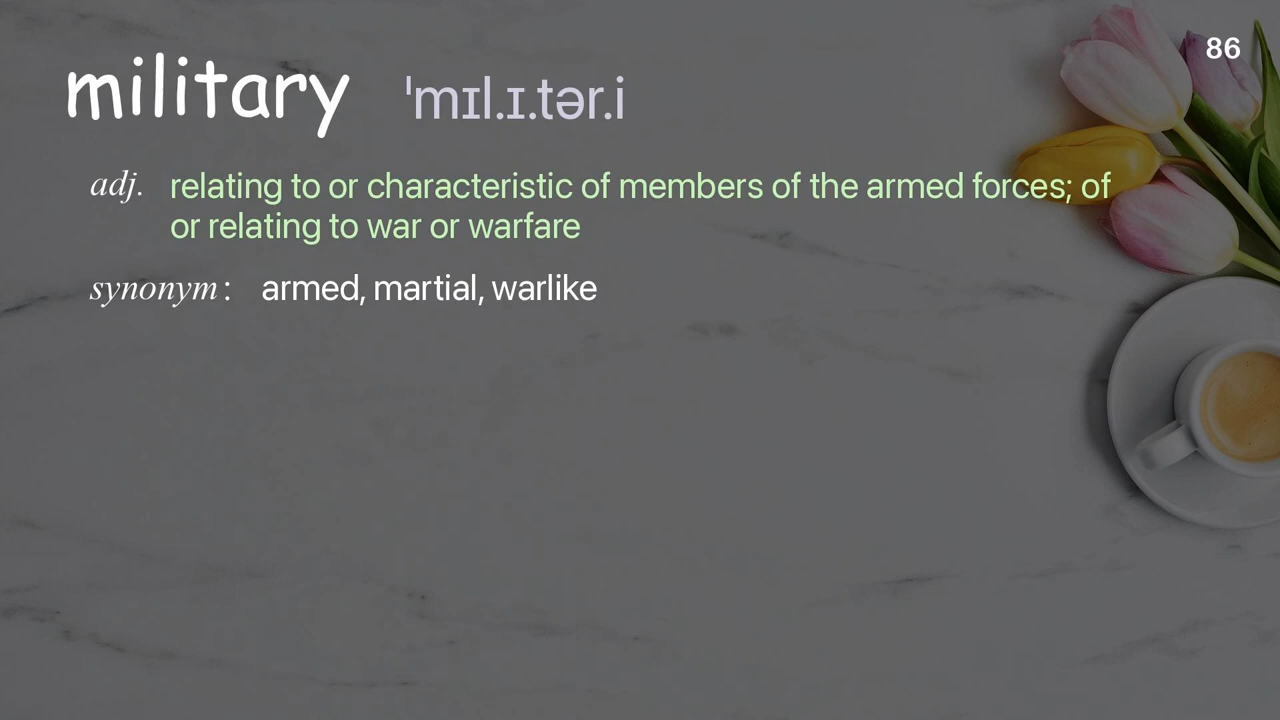 86
military ˈmɪl.ɪ.tər.i
adj. relating to or characteristic of members of the armed forces; of
or relating to war or warfare
synonym : armed, martial, warlike